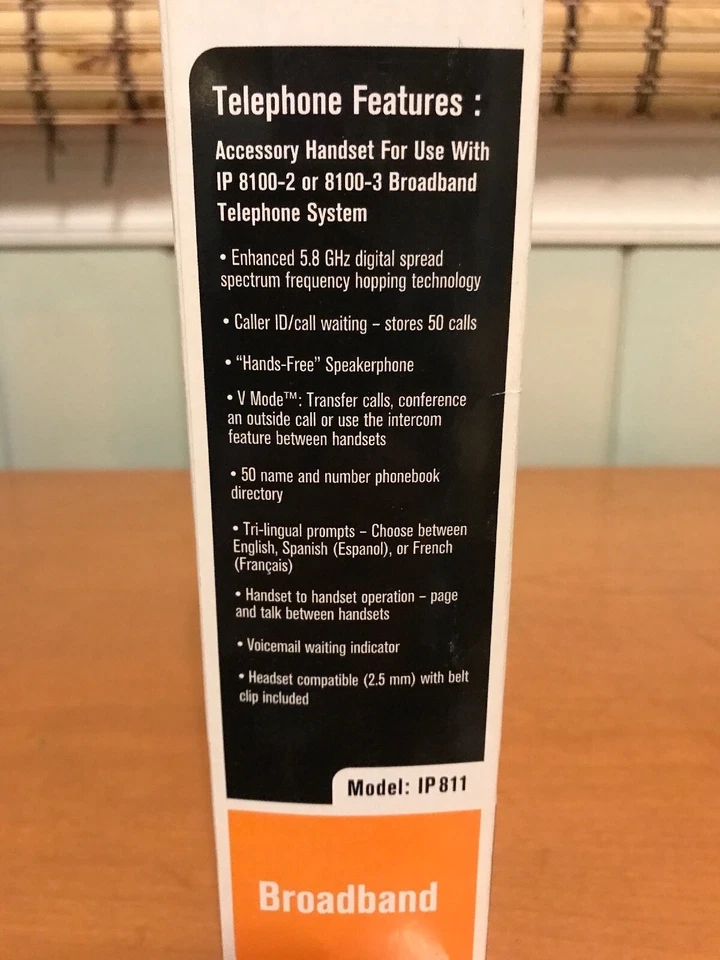 Telephone Features :
Accessory Handset For Use With
IP 8100-2 or 8100-3 Broadband
Telephone System
• Enhanced 5.8 GHz digital spread
spectrum frequency hopping technology
• Caller ID/call waiting – stores 50 calls
• “Hands-Free” Speakerphone
• V Mode™: Transfer calls, conference
an outside call or use the intercom
feature between handsets
• 50 name and number phonebook
directory
• Tri-lingual prompts – Choose between
English, Spanish (Espanol), or French
(Français)
• Handset to handset operation – page
and talk between handsets
• Voicemail waiting indicator
• Headset compatible (2.5 mm) with belt
clip included
Model: IP811
Broadband